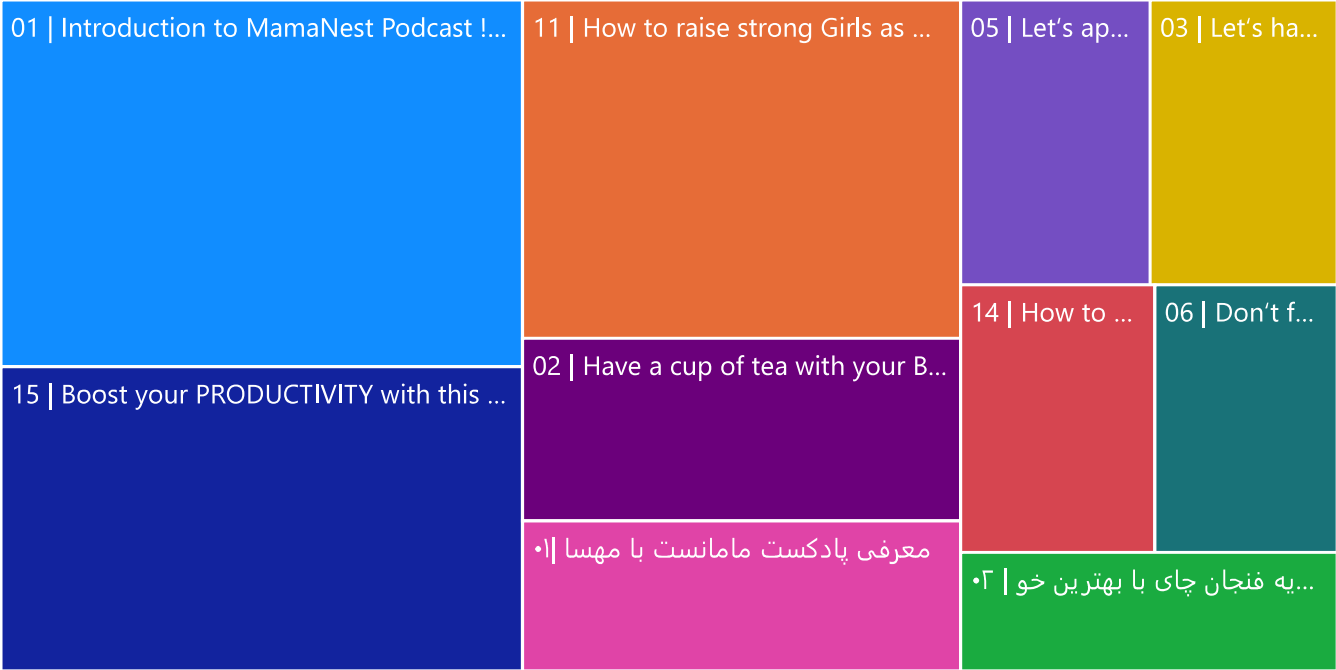 01 | Introduction to MamaNest Podcast !...
15 | Boost your PRODUCTIVITY with this ...
11 | How to raise strong Girls as ...
02 | Have a cup of tea with your B...
۰۱| معرفی پادکست مامانست با مهسا
05 | Let's ap...
03 | Let's ha...
14 | How to ...
06 | Don't f...
۰۲ | یه فنجان چای با بهترین خو...